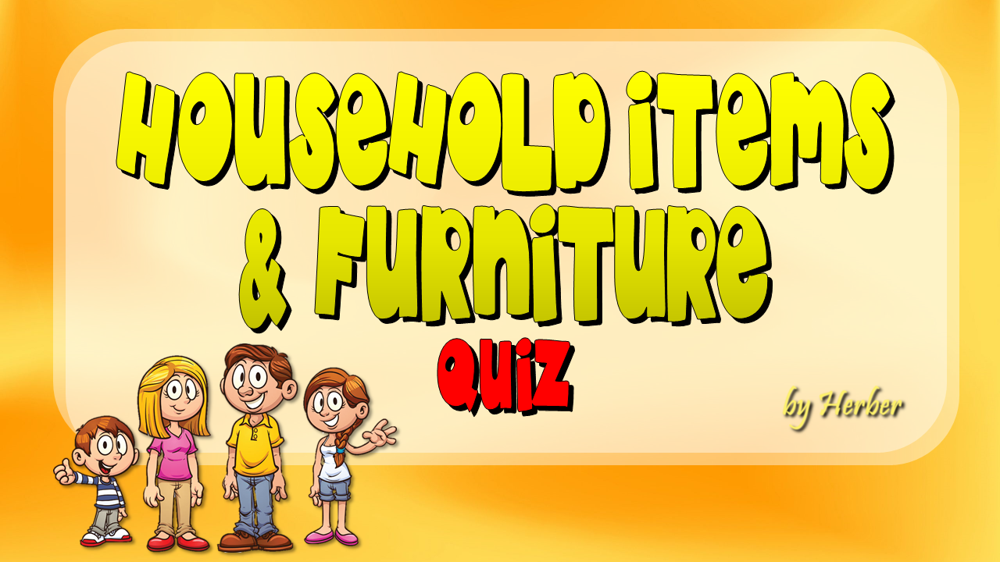 HOUSEHOLD ITEMS
& FURNITURE
QUIZ
by Herber